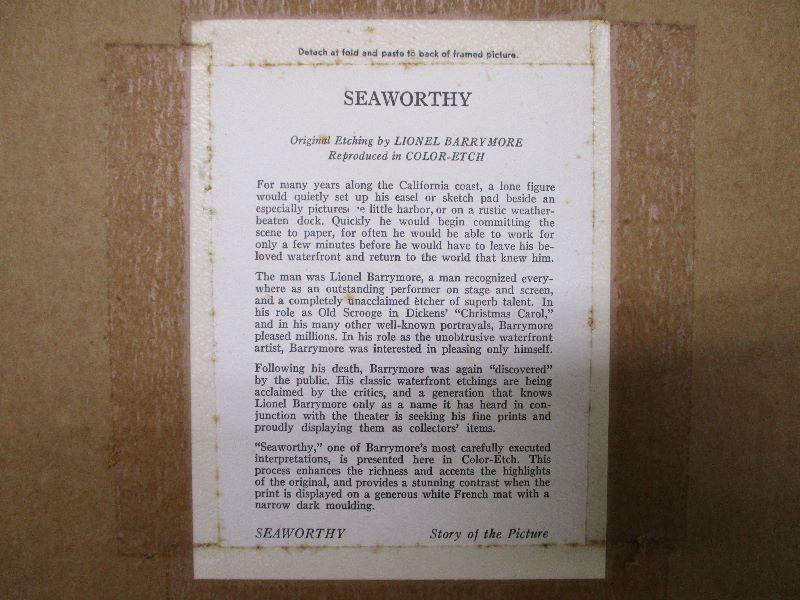 Detach at fold and paste to back of framed picture.
SEAWORTHY
Original Etching by LIONEL BARRYMORE
Reproduced in COLOR-ETCH
For many years along the California coast, a lone figure
would quietly set up his easel or sketch pad beside an
especially little harbor, or on a rustic weather-
beaten dock. Quickly he would begin committing the
scene to paper, for often he would be able to work for
only a few minutes before he would have to leave his be-
loved waterfront and return to the world that knew him.
The man was Lionel Barrymore, a man recognized every-
where as an outstanding performer on stage and screen,
and a completely unacclaimed etcher of superb talent. In
his role as Old Scrooge in Dickens' "Christmas Carol,"
and in his many other well-known portrayals, Barrymore
pleased millions. In his role as the unobtrusive waterfront
artist, Barrymore was interested in pleasing only himself.
Following his death, Barrymore was again "discovered"
by the public. His classic waterfront etchings are being
acclaimed by the critics, and a generation that knows
Lionel Barrymore only as a name it has heard in con-
junction with the theater is seeking his fine prints and
proudly displaying them as collectors' items.
"Seaworthy," one of Barrymore's most carefully executed
interpretations, is presented here in Color-Etch. This
process enhances the richness and accents the highlights
of the original, and provides a stunning contrast when the
print is displayed on a generous white French mat with a
narrow dark moulding.
SEAWORTHY Story of the Picture